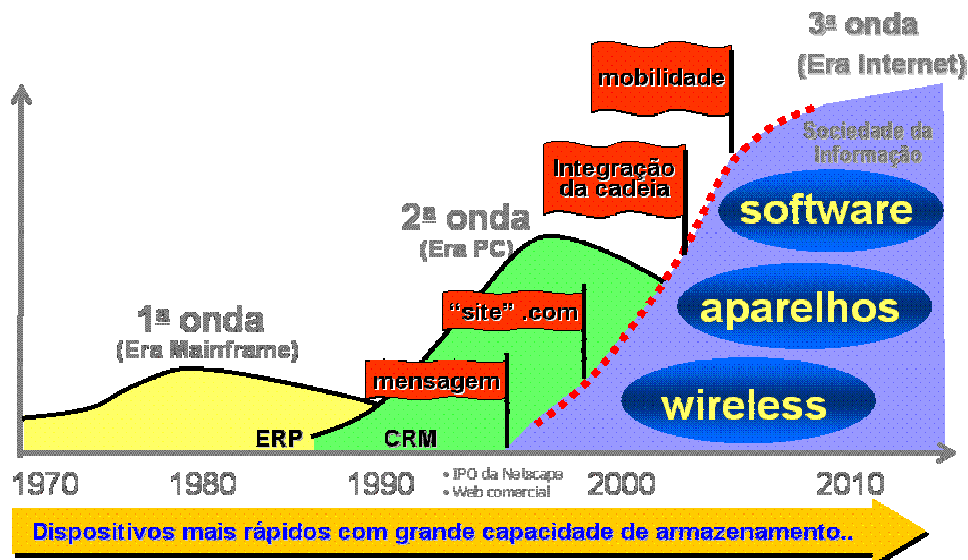 3ª onda
(Era Internet)
mobilidade
Sociedade da
Informação
Integração
da cadeia
software
2ª onda
(Era PC)
aparelhos
"site" .com
1ª onda
(Era Mainframe)
mensagem
wireless
ERP
CRM
1970
1980
1990
• IPO da Netscape
• Web comercial
2000
2010
Dispositivos mais rápidos com grande capacidade de armazenamento..